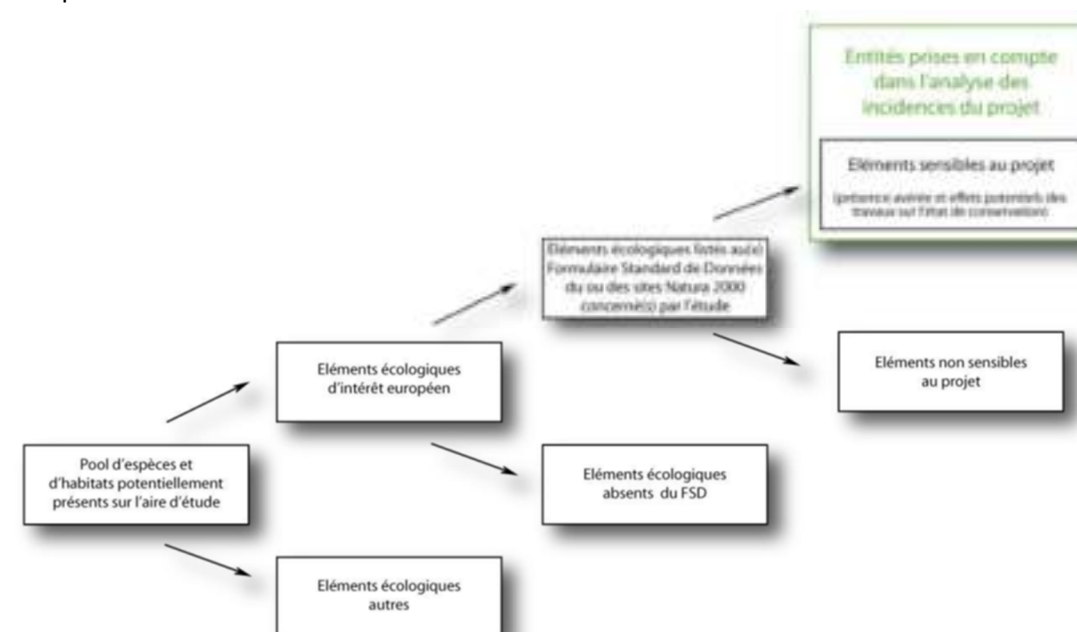 Entités prises en compte
dans l'analyse des
incidences du projet
Eléments sensibles au projet
(présence avérée et effets potentiels des
travaux sur l'état de conservation)
Eléments écologiques listés au(x)
Formulaire Standard de Données
du ou des sites Natura 2000
concerné(s) par l'étude
Eléments non sensibles
au projet
Eléments écologiques
d'intérêt européen
Eléments écologiques
absents du FSD
Pool d'espèces et
d'habitats potentiellement
présents sur l'aire d'étude
Eléments écologiques
autres